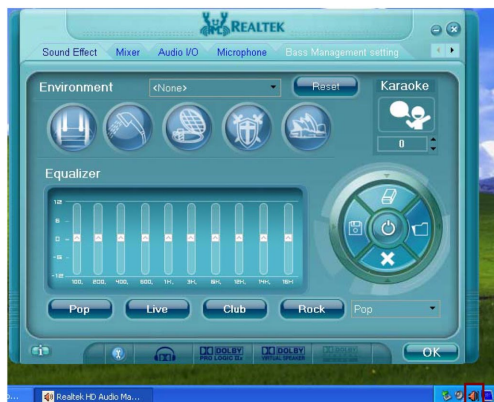 REALTEK
Sound Effect Mixer Audio I/O Microphone Bass Management setting
Environment <None> Reset Karaoke
0
Equalizer
12
6
0
-6
-12
100, 200, 400, 600, 1K, 3K, 6K, 12K, 14K, 16K
Pop Live Club Rock Pop
DOLBY PRO LOGIC IIx DOLBY VIRTUAL SPEAKER OK
Realtek HD Audio Ma...